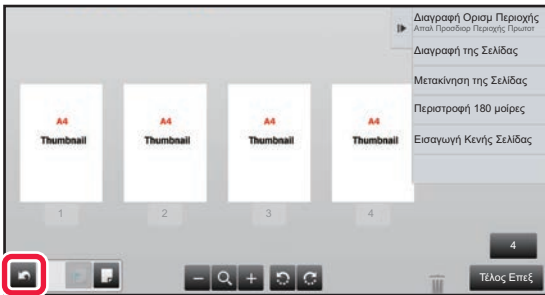 Διαγραφή Ορισμ Περιοχής
Απαλ Προσδιορ Περιοχής Πρωτοτ
Διαγραφή της Σελίδας
Μετακίνηση της Σελίδας
Περιστροφή 180 μοίρες
Εισαγωγή Κενής Σελίδας
A4 A4 A4 A4
Thumbnail Thumbnail Thumbnail Thumbnail
1 2 3 4
4
Τέλος Επεξ